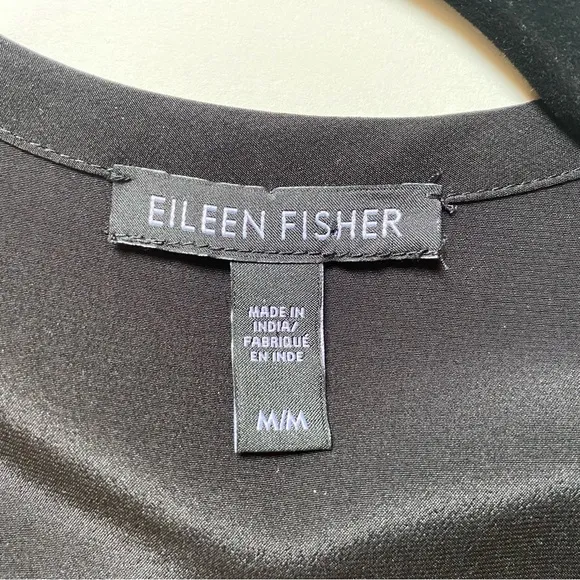 EILEEN FISHER
MADE IN
INDIA/
FABRIQUÉ
EN INDE
M/M